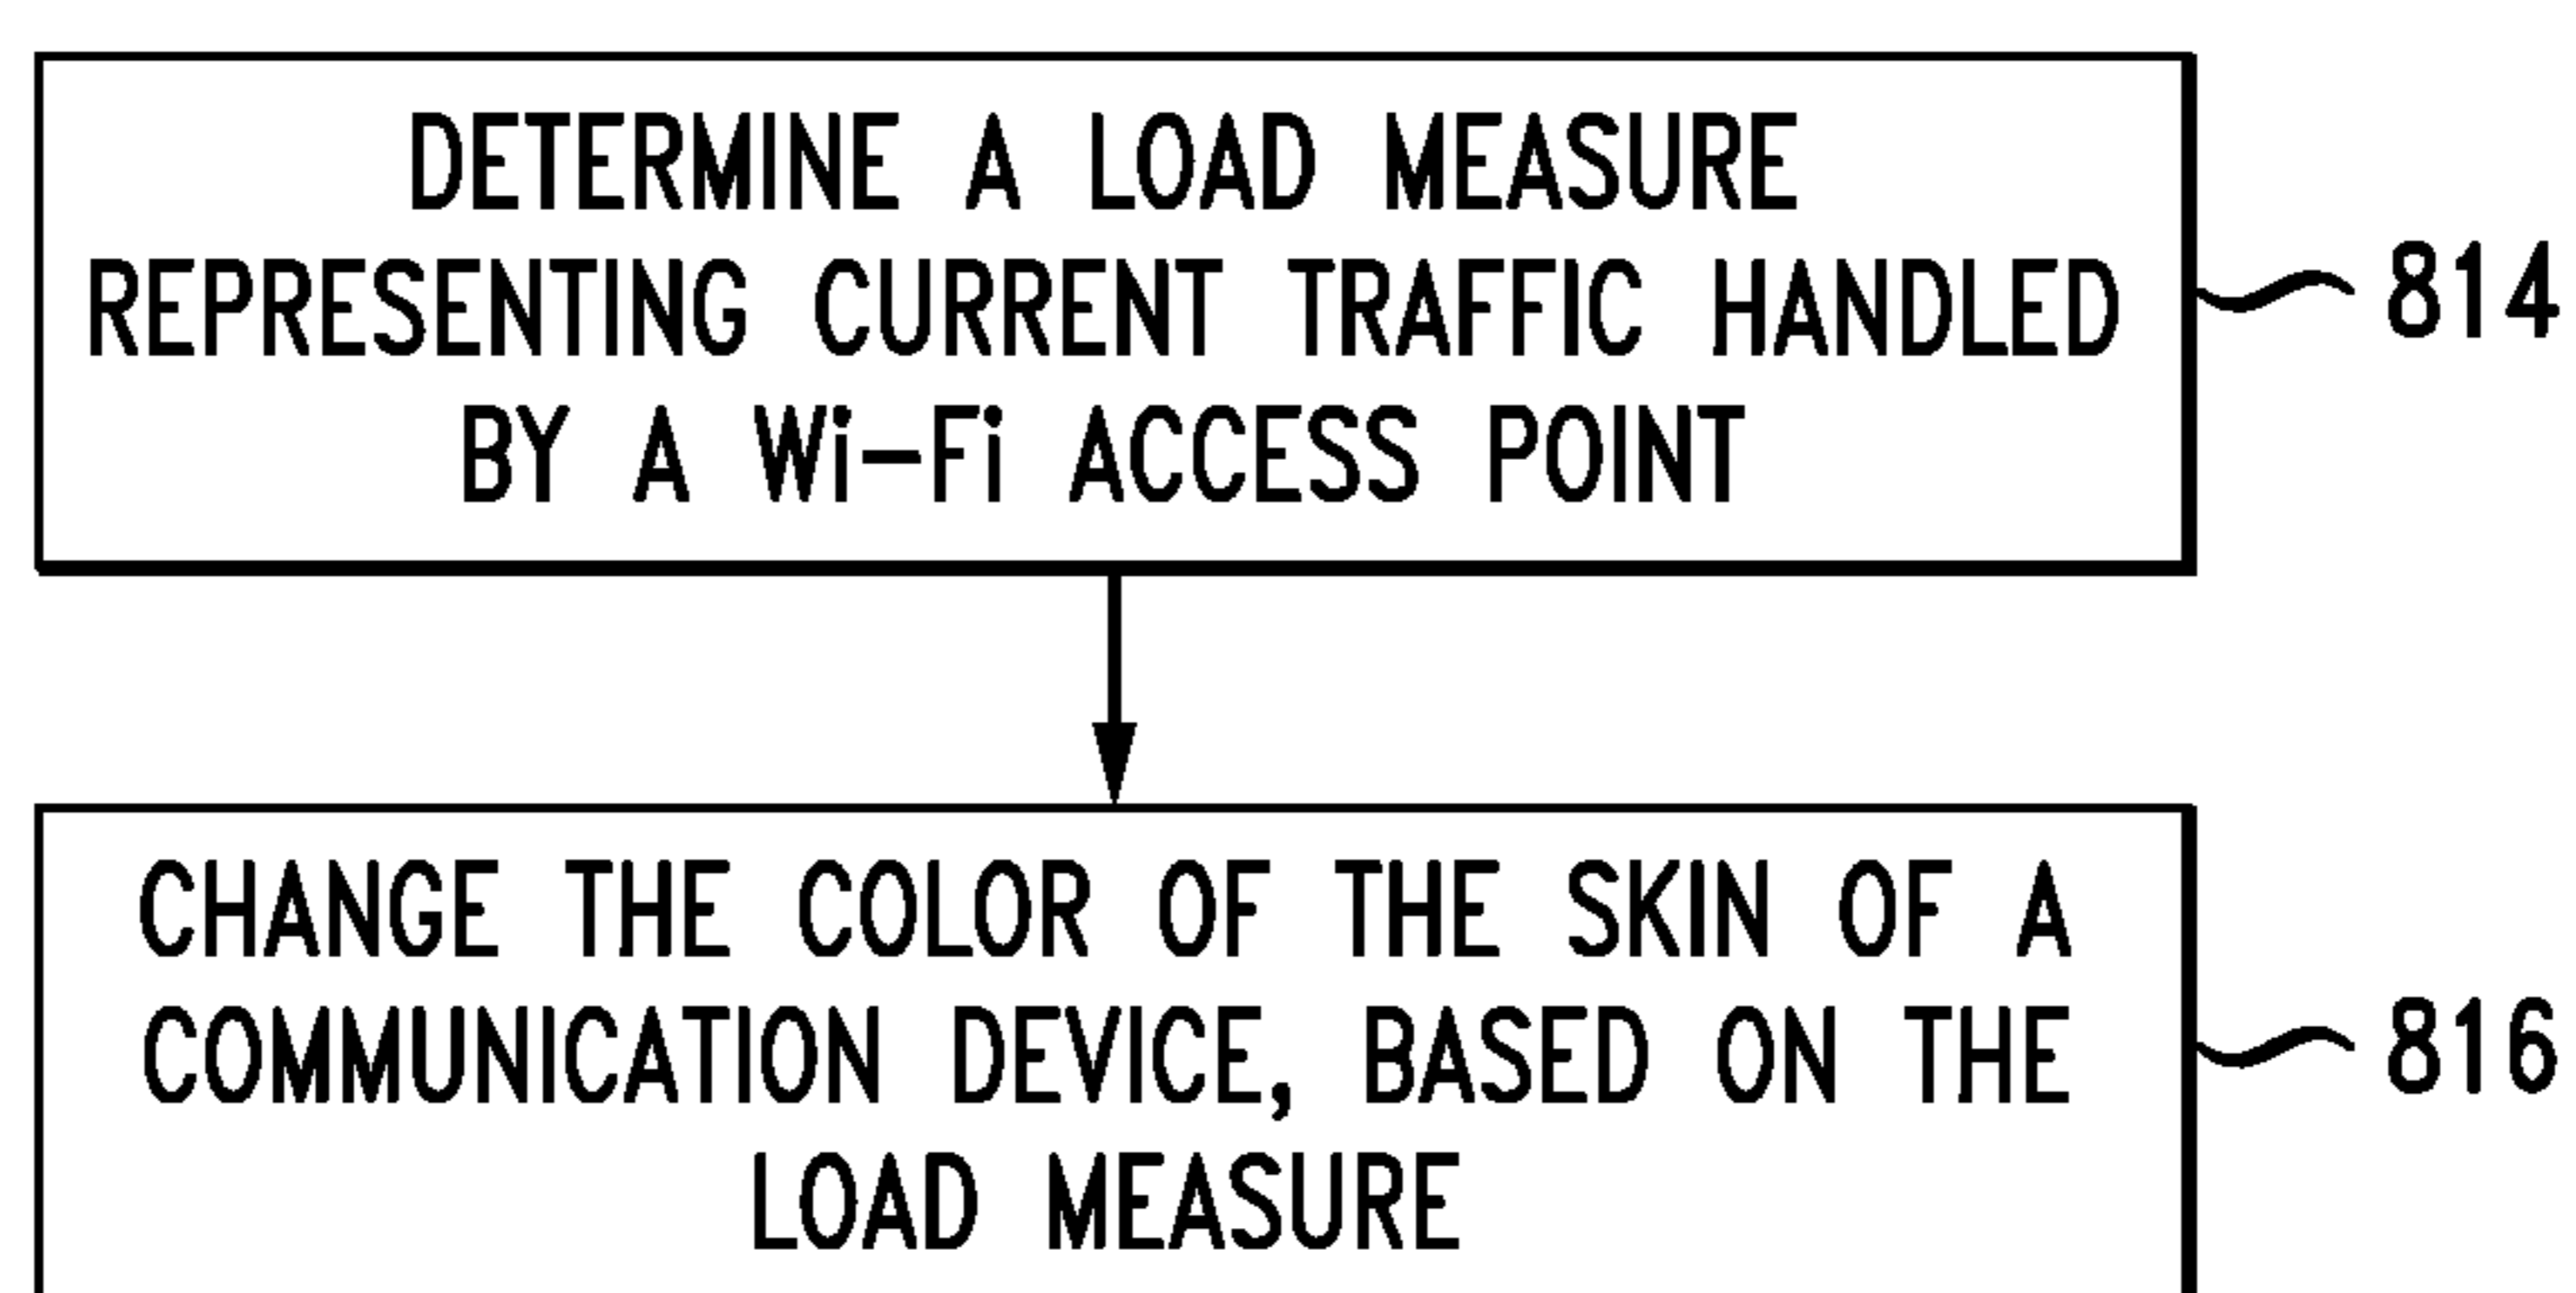 DETERMINE A LOAD MEASURE
REPRESENTING CURRENT TRAFFIC HANDLED
BY A Wi-Fi ACCESS POINT
814
CHANGE THE COLOR OF THE SKIN OF A
COMMUNICATION DEVICE, BASED ON THE
LOAD MEASURE
816